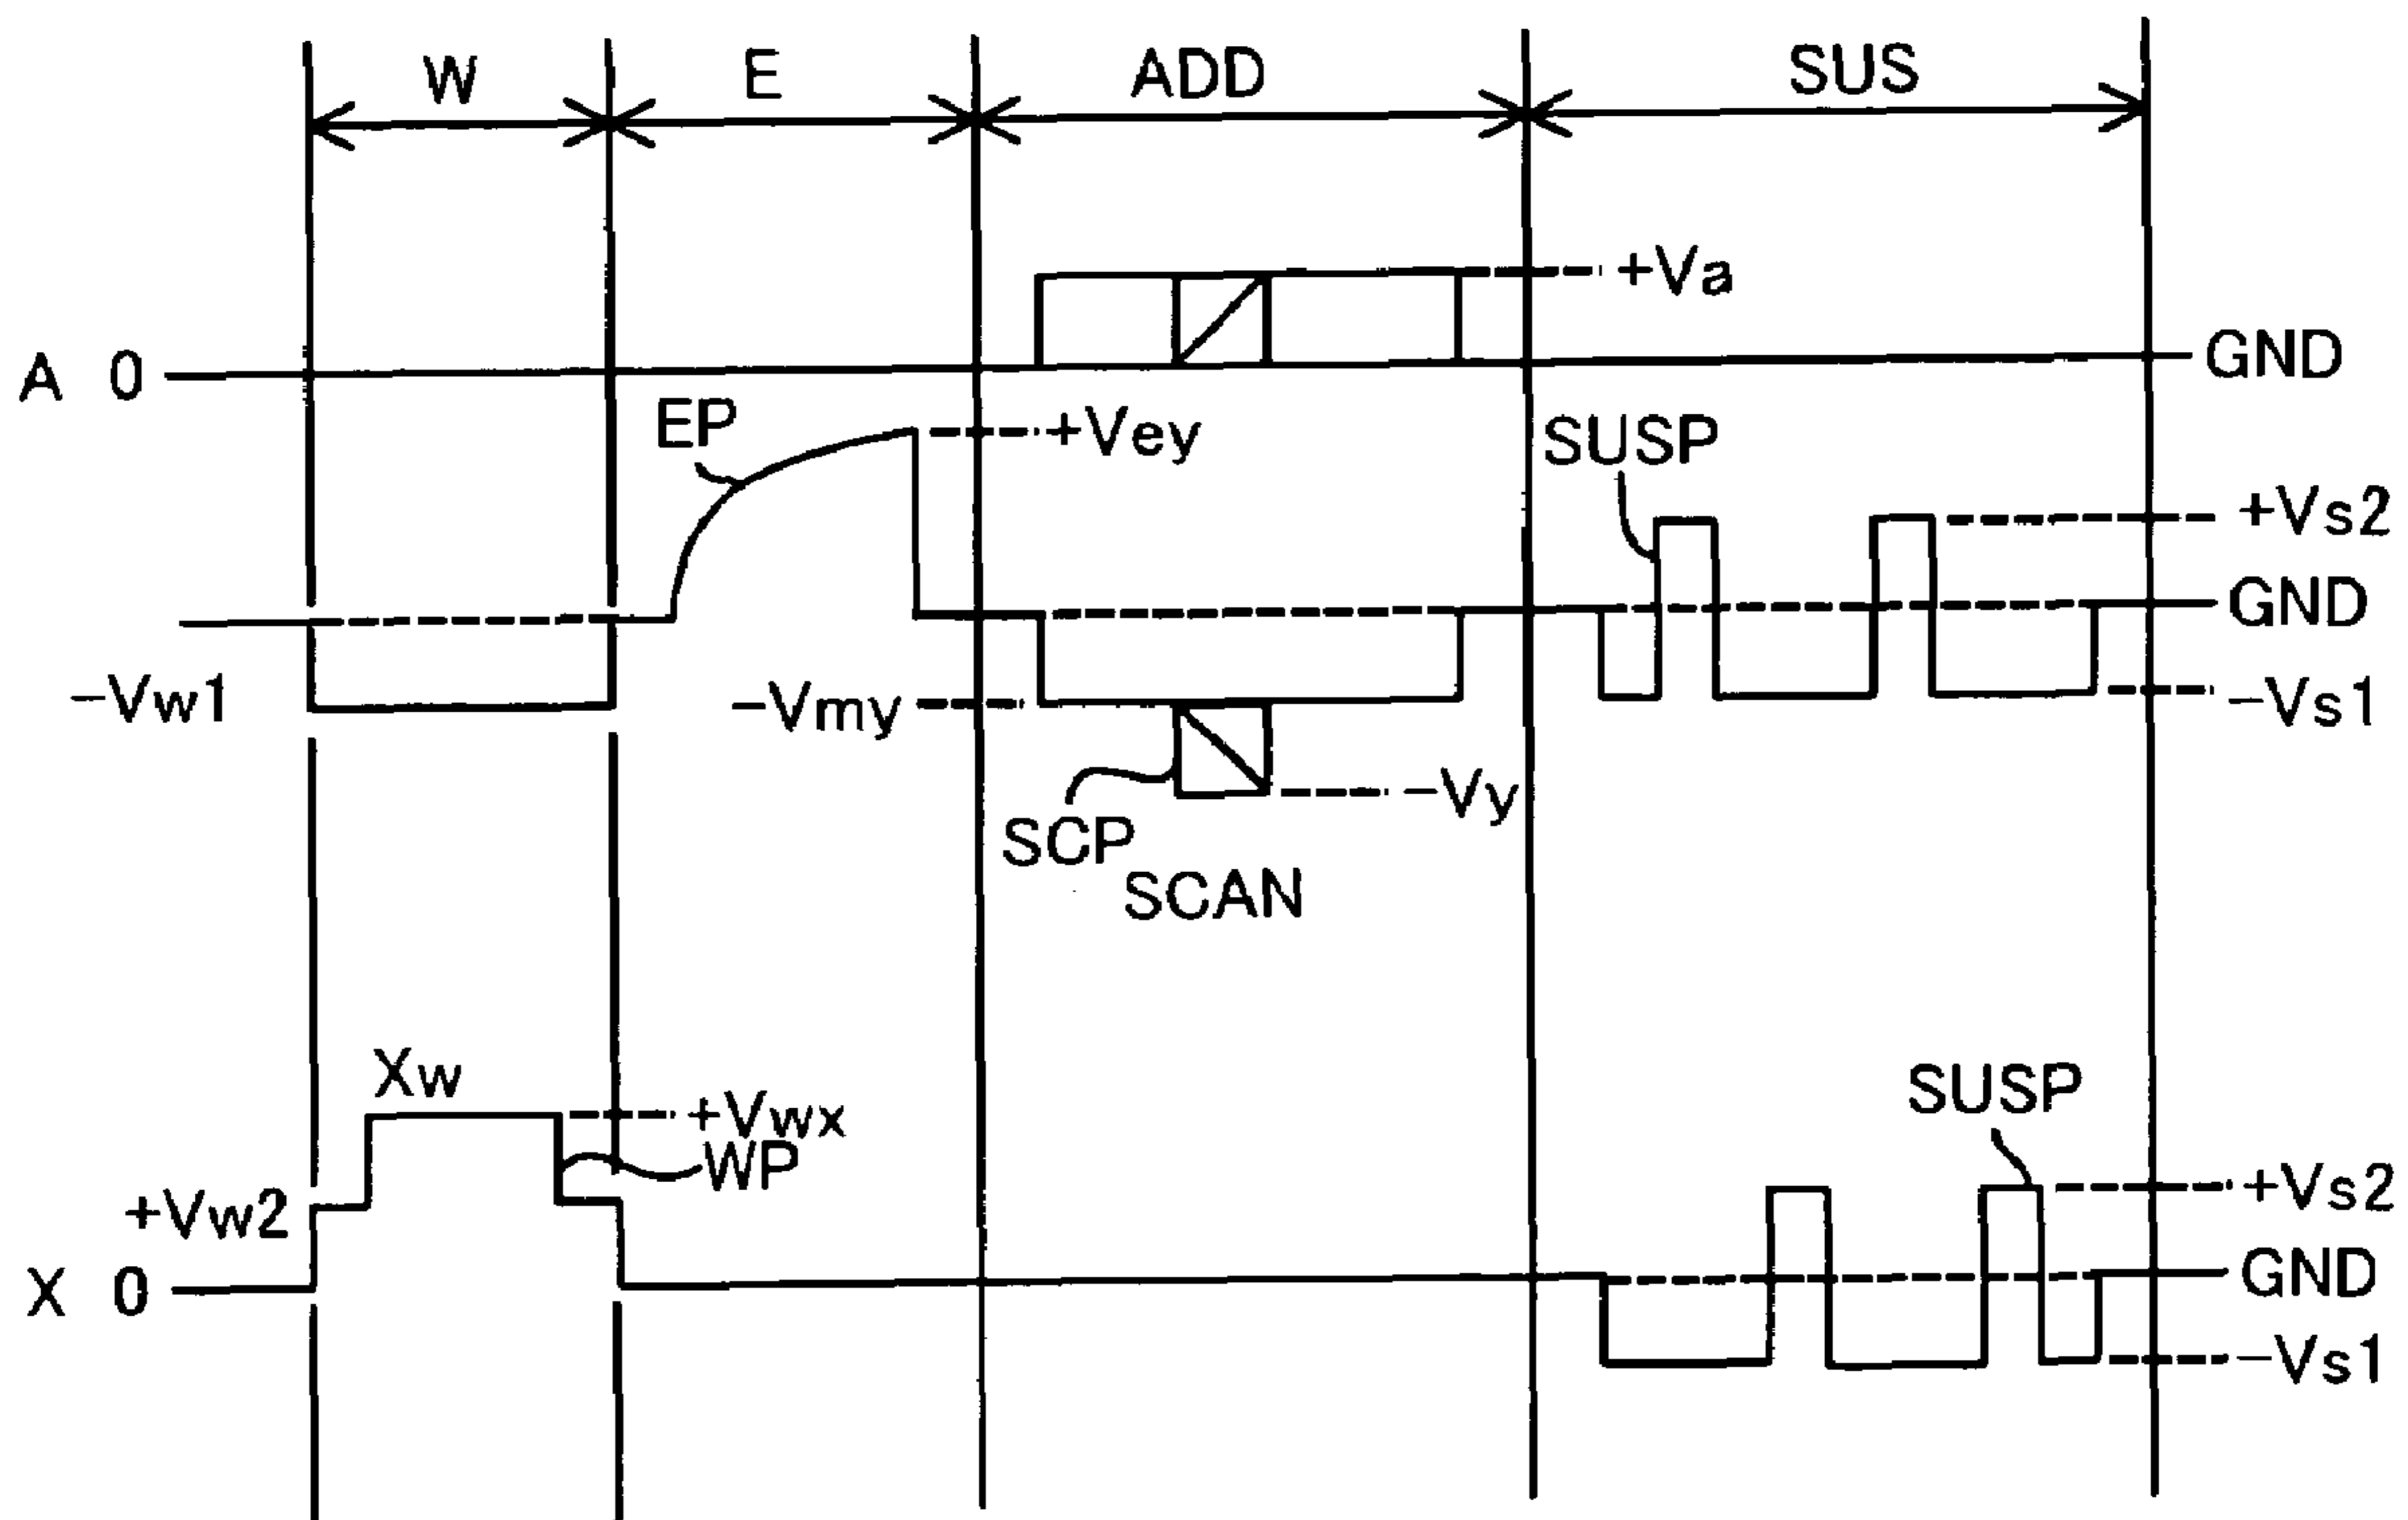 W E ADD SUS
+Va
A 0 GND
EP +Vey SUSP
+Vs2
GND
−Vw1 −Vmy −Vs1
−Vy
SCP
SCAN
Xw SUSP
+Vwx
WP
+Vw2 +Vs2
X 0 GND
−Vs1